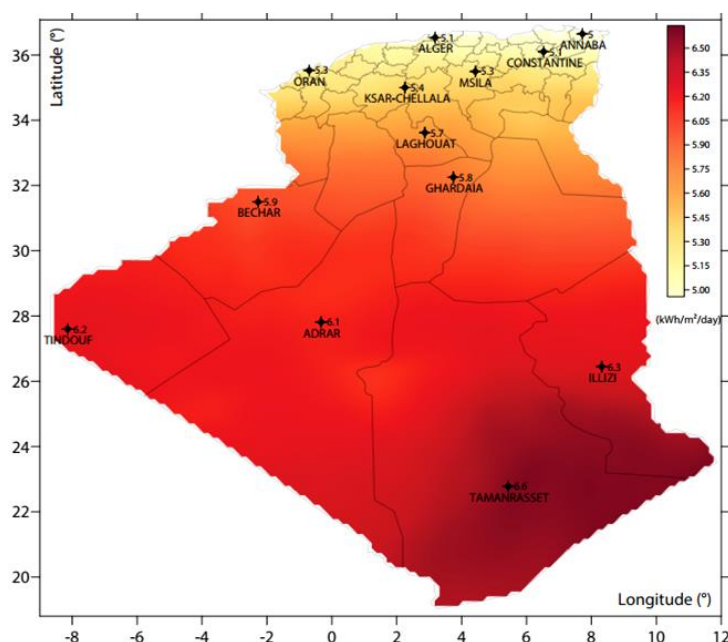 Latitude (°)
36
34
32
30
28
26
24
22
20
5.1
ALGER
5
ANNABA
5.1
CONSTANTINE
5.3
ORAN
5.3
MSILA
5.4
KSAR-CHELLALA
5.7
LAGHOUAT
5.8
GHARDAIA
5.9
BECHAR
6.2
TINDOUF
6.1
ADRAR
6.3
ILLIZI
6.6
TAMANRASSET
6.50
6.35
6.20
6.05
5.90
5.75
5.60
5.45
5.30
5.15
5.00
(kWh/m²/day)
Longitude (°)
-8 -6 -4 -2 0 2 4 6 8 10 12